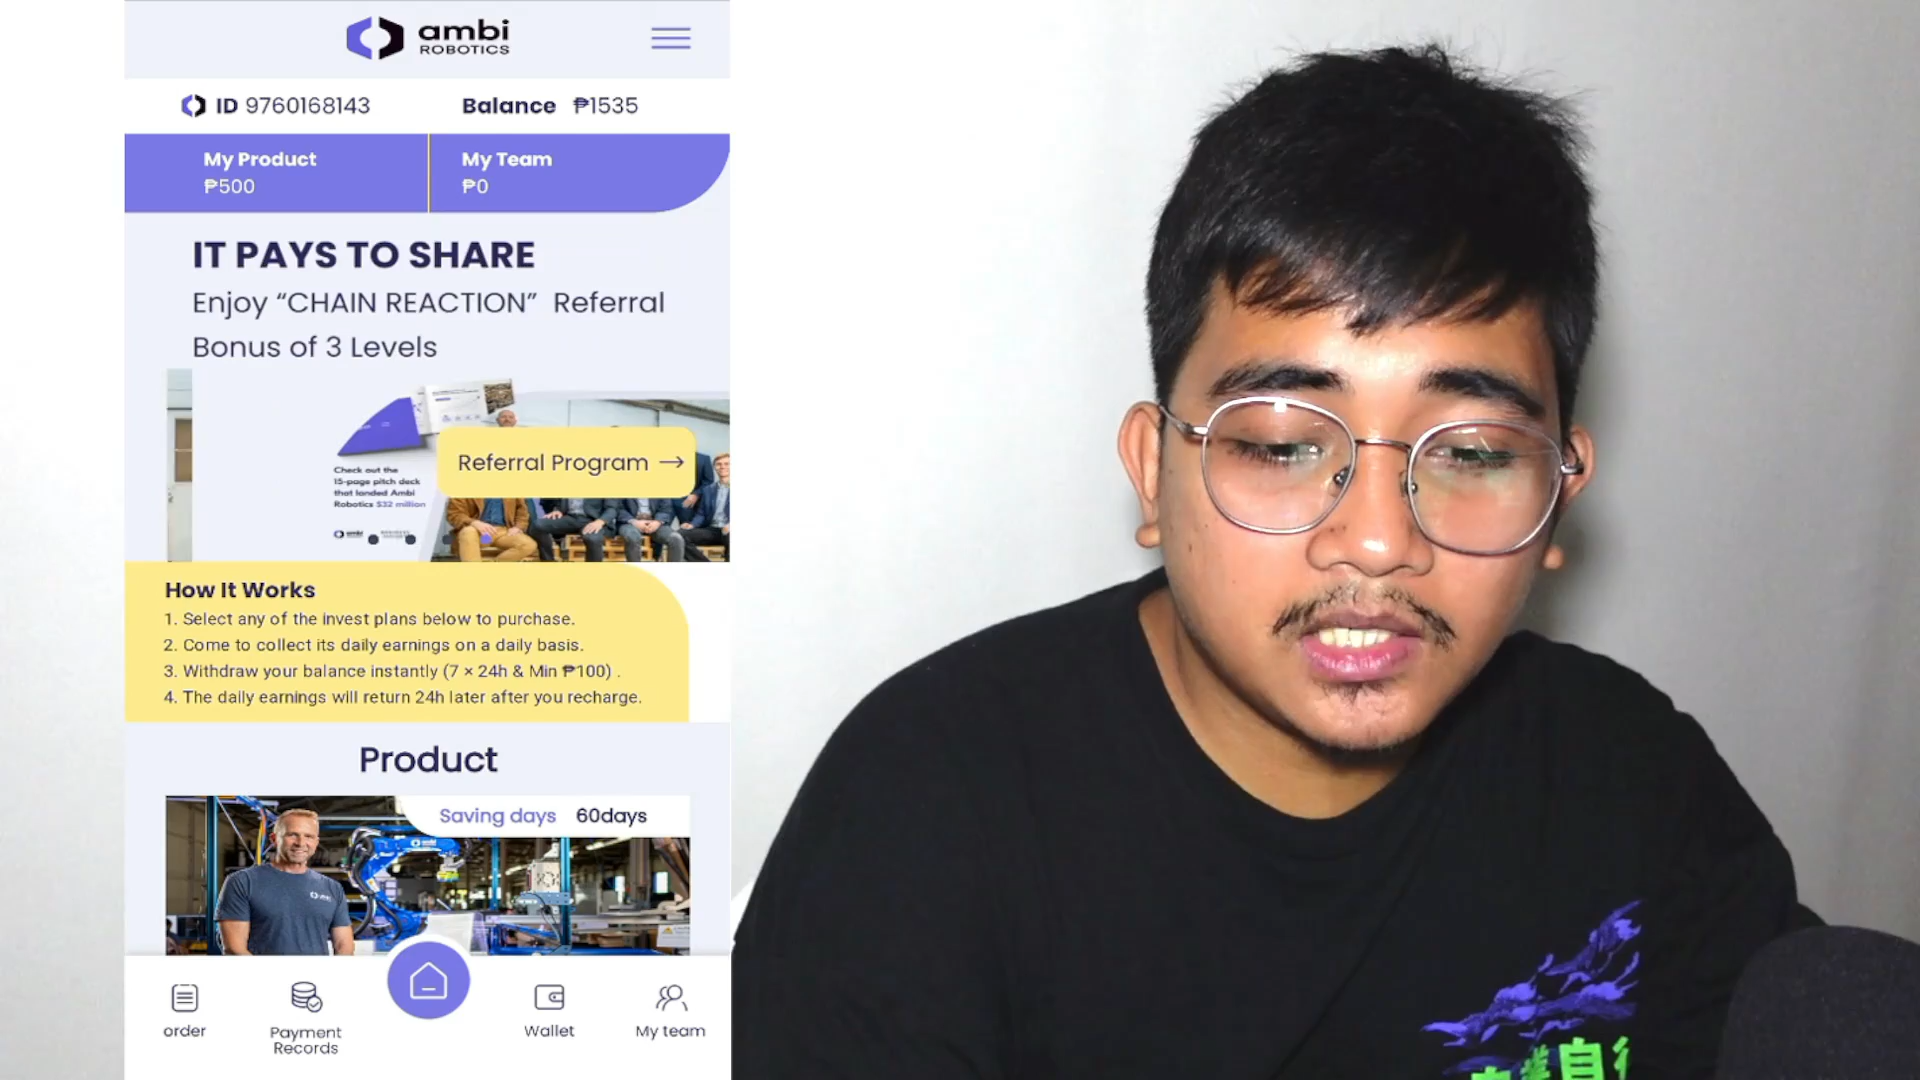 ambi
ROBOTICS
ID 9760168143
Balance ₱1535
My Product
₱500
My Team
₱0
IT PAYS TO SHARE
Enjoy “CHAIN REACTION” Referral
Bonus of 3 Levels
Check out the
15-page pitch deck
that landed Ambi
Robotics $32 million
ambi
Referral Program →
How It Works
1. Select any of the invest plans below to purchase.
2. Come to collect its daily earnings on a daily basis.
3. Withdraw your balance instantly (7 × 24h & Min ₱100) .
4. The daily earnings will return 24h later after you recharge.
Product
Saving days 60days
ambi
order
Payment
Records
Wallet
My team
自